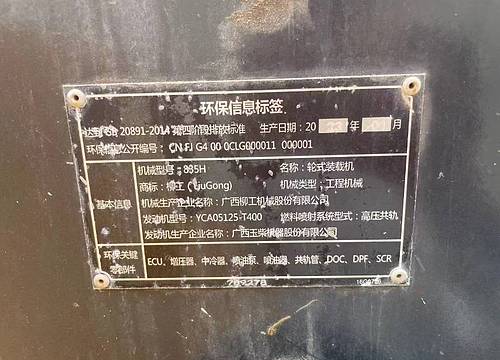 环保信息标签
达到GB 20891-2014 第四阶段排放标准 生产日期：20 23 年 01 月
环保信息公开编号：CN FJ G4 00 0CLG000011 000001
基本信息
机械型号：835H 名称：轮式装载机
商标：柳工（LiuGong） 机械类型：工程机械
机械生产企业名称：广西柳工机械股份有限公司
发动机型号：YCA05125-T400 燃料喷射系统型式：高压共轨
发动机生产企业名称：广西玉柴机器股份有限公司
环保关键
零部件
ECU、增压器、中冷器、喷油泵、喷油器、共轨管、DOC、DPF、SCR